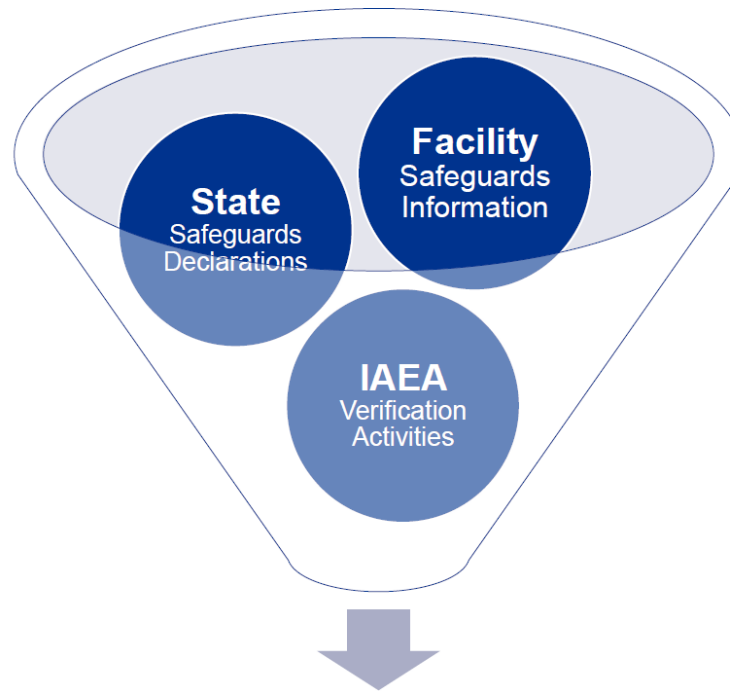 State
Safeguards
Declarations
Facility
Safeguards
Information
IAEA
Verification
Activities